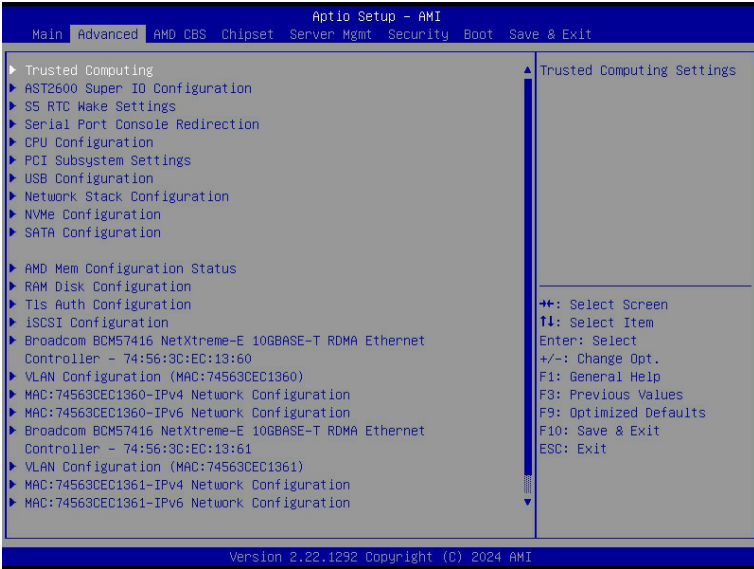 Aptio Setup – AMI
Main Advanced AMD CBS Chipset Server Mgmt Security Boot Save & Exit
Trusted Computing
AST2600 Super IO Configuration
S5 RTC Wake Settings
Serial Port Console Redirection
CPU Configuration
PCI Subsystem Settings
USB Configuration
Network Stack Configuration
NVMe Configuration
SATA Configuration
AMD Mem Configuration Status
RAM Disk Configuration
Tls Auth Configuration
iSCSI Configuration
Broadcom BCM57416 NetXtreme-E 10GBASE-T RDMA Ethernet
Controller – 74:56:3C:EC:13:60
VLAN Configuration (MAC:74563CEC1360)
MAC:74563CEC1360-IPv4 Network Configuration
MAC:74563CEC1360-IPv6 Network Configuration
Broadcom BCM57416 NetXtreme-E 10GBASE-T RDMA Ethernet
Controller – 74:56:3C:EC:13:61
VLAN Configuration (MAC:74563CEC1361)
MAC:74563CEC1361-IPv4 Network Configuration
MAC:74563CEC1361-IPv6 Network Configuration
Trusted Computing Settings
→←: Select Screen
↑↓: Select Item
Enter: Select
+/-: Change Opt.
F1: General Help
F3: Previous Values
F9: Optimized Defaults
F10: Save & Exit
ESC: Exit
Version 2.22.1292 Copyright (C) 2024 AMI